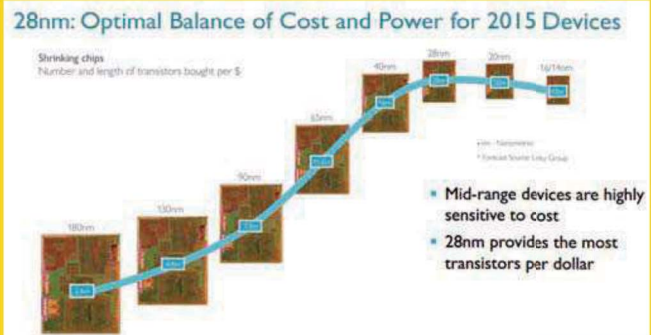 28nm: Optimal Balance of Cost and Power for 2015 Devices
Shrinking chips
Number and length of transistors bought per $
180nm
130nm
90nm
65nm
40nm
28nm
20nm
16/14nm
Mid-range devices are highly
sensitive to cost
28nm provides the most
transistors per dollar